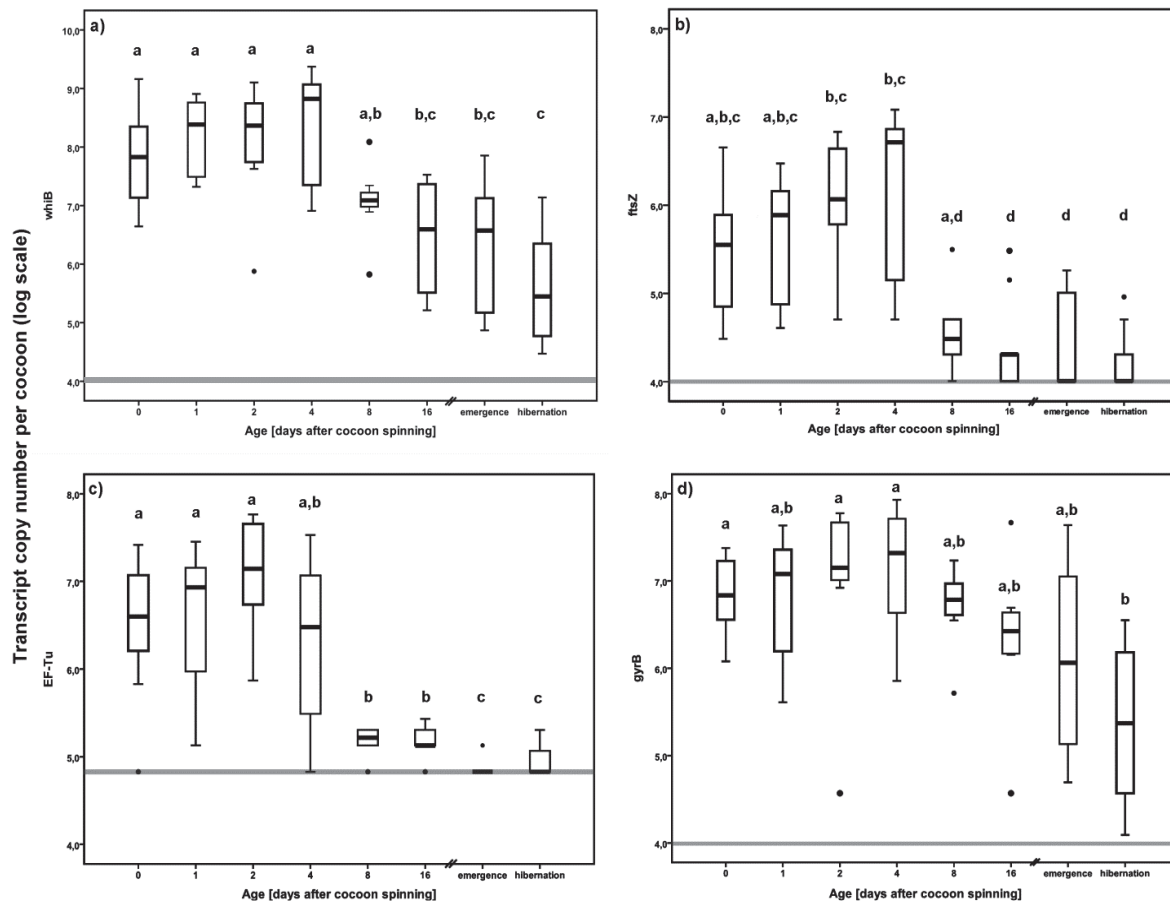 Transcript copy number per cocoon (log scale)
a)
whiB
10,0
9,0
8,0
7,0
6,0
5,0
4,0
a a a a a,b b,c b,c c
0 1 2 4 8 16 emergence hibernation
Age [days after cocoon spinning]
b)
ftsZ
8,0
7,0
6,0
5,0
4,0
a,b,c a,b,c b,c b,c a,d d d d
0 1 2 4 8 16 emergence hibernation
Age [days after cocoon spinning]
c)
EF-Tu
8,0
7,0
6,0
5,0
4,0
a a a a,b b b c c
0 1 2 4 8 16 emergence hibernation
Age [days after cocoon spinning]
d)
gyrB
8,0
7,0
6,0
5,0
4,0
a a,b a a a,b a,b a,b b
0 1 2 4 8 16 emergence hibernation
Age [days after cocoon spinning]